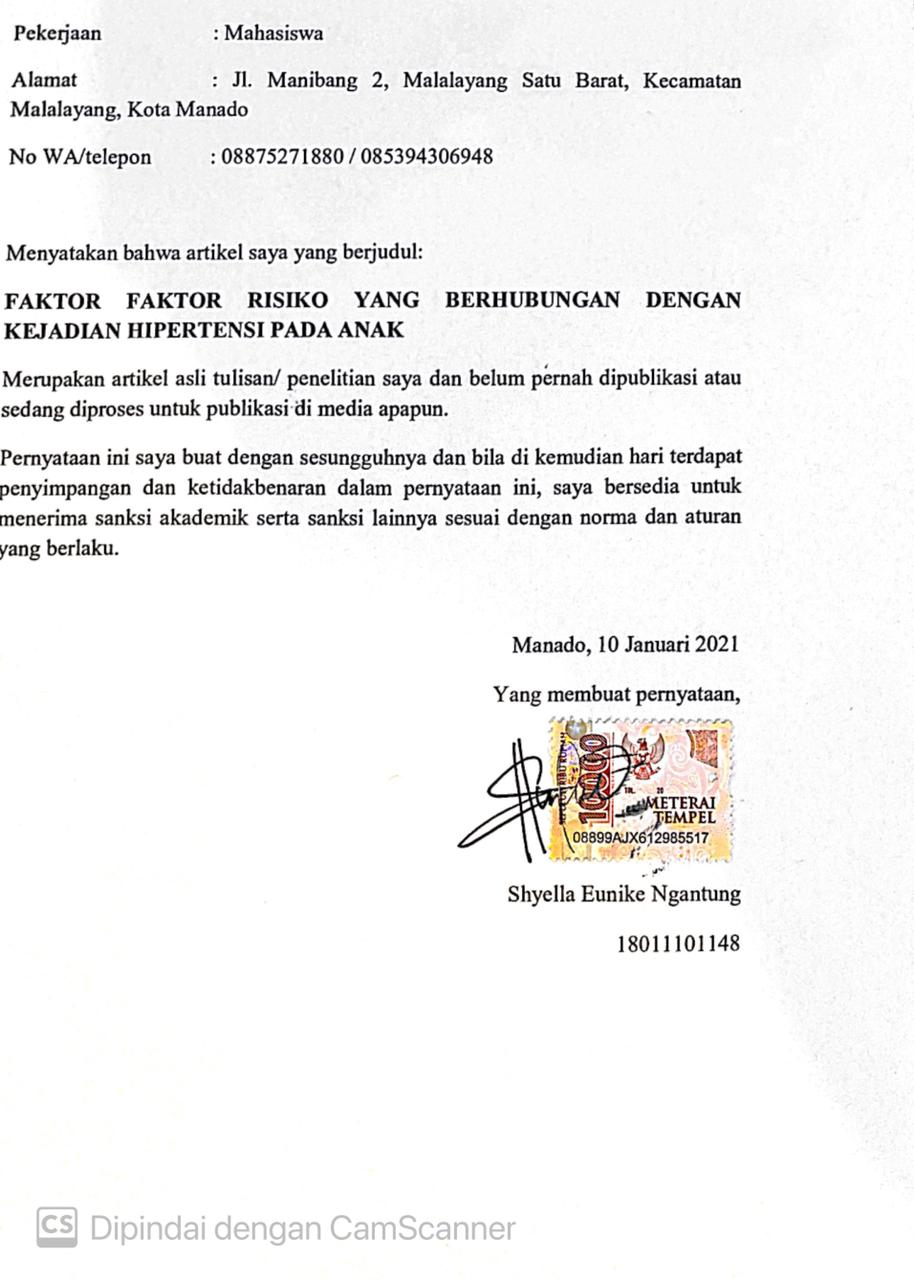 Pekerjaan : Mahasiswa
Alamat : Jl. Manibang 2, Malalayang Satu Barat, Kecamatan
Malalayang, Kota Manado
No WA/telepon : 08875271880 / 085394306948
Menyatakan bahwa artikel saya yang berjudul:
FAKTOR FAKTOR RISIKO YANG BERHUBUNGAN DENGAN
KEJADIAN HIPERTENSI PADA ANAK
Merupakan artikel asli tulisan/ penelitian saya dan belum pernah dipublikasi atau
sedang diproses untuk publikasi di media apapun.
Pernyataan ini saya buat dengan sesungguhnya dan bila di kemudian hari terdapat
penyimpangan dan ketidakbenaran dalam pernyataan ini, saya bersedia untuk
menerima sanksi akademik serta sanksi lainnya sesuai dengan norma dan aturan
yang berlaku.
Manado, 10 Januari 2021
Yang membuat pernyataan,
10000
METERAI
TEMPEL
08899AJX612985517
Shyella Eunike Ngantung
18011101148
CS Dipindai dengan CamScanner